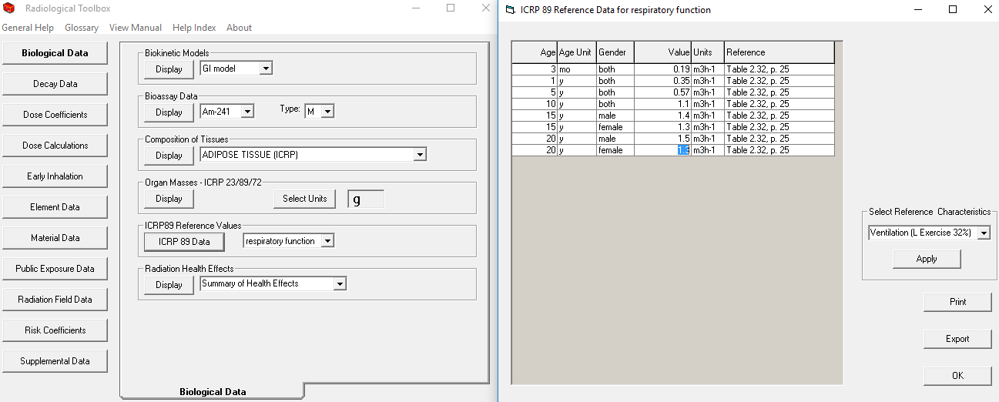 Radiological Toolbox
General Help Glossary View Manual Help Index About
Biological Data
Decay Data
Dose Coefficients
Dose Calculations
Early Inhalation
Element Data
Material Data
Public Exposure Data
Radiation Field Data
Risk Coefficients
Supplemental Data
Biokinetic Models
Display GI model
Bioassay Data
Display Am-241 Type: M
Composition of Tissues
Display ADIPOSE TISSUE (ICRP)
Organ Masses - ICRP 23/89/72
Display Select Units g
ICRP89 Reference Values
ICRP 89 Data respiratory function
Radiation Health Effects
Display Summary of Health Effects
Biological Data
ICRP 89 Reference Data for respiratory function
Age Age Unit Gender Value Units Reference
3 mo both 0.19 m3h-1 Table 2.32, p. 25
1 y both 0.35 m3h-1 Table 2.32, p. 25
5 y both 0.57 m3h-1 Table 2.32, p. 25
10 y both 1.1 m3h-1 Table 2.32, p. 25
15 y male 1.4 m3h-1 Table 2.32, p. 25
15 y female 1.3 m3h-1 Table 2.32, p. 25
20 y male 1.5 m3h-1 Table 2.32, p. 25
20 y female 1.3 m3h-1 Table 2.32, p. 25
Select Reference Characteristics
Ventilation (L Exercise 32%)
Apply
Print
Export
OK